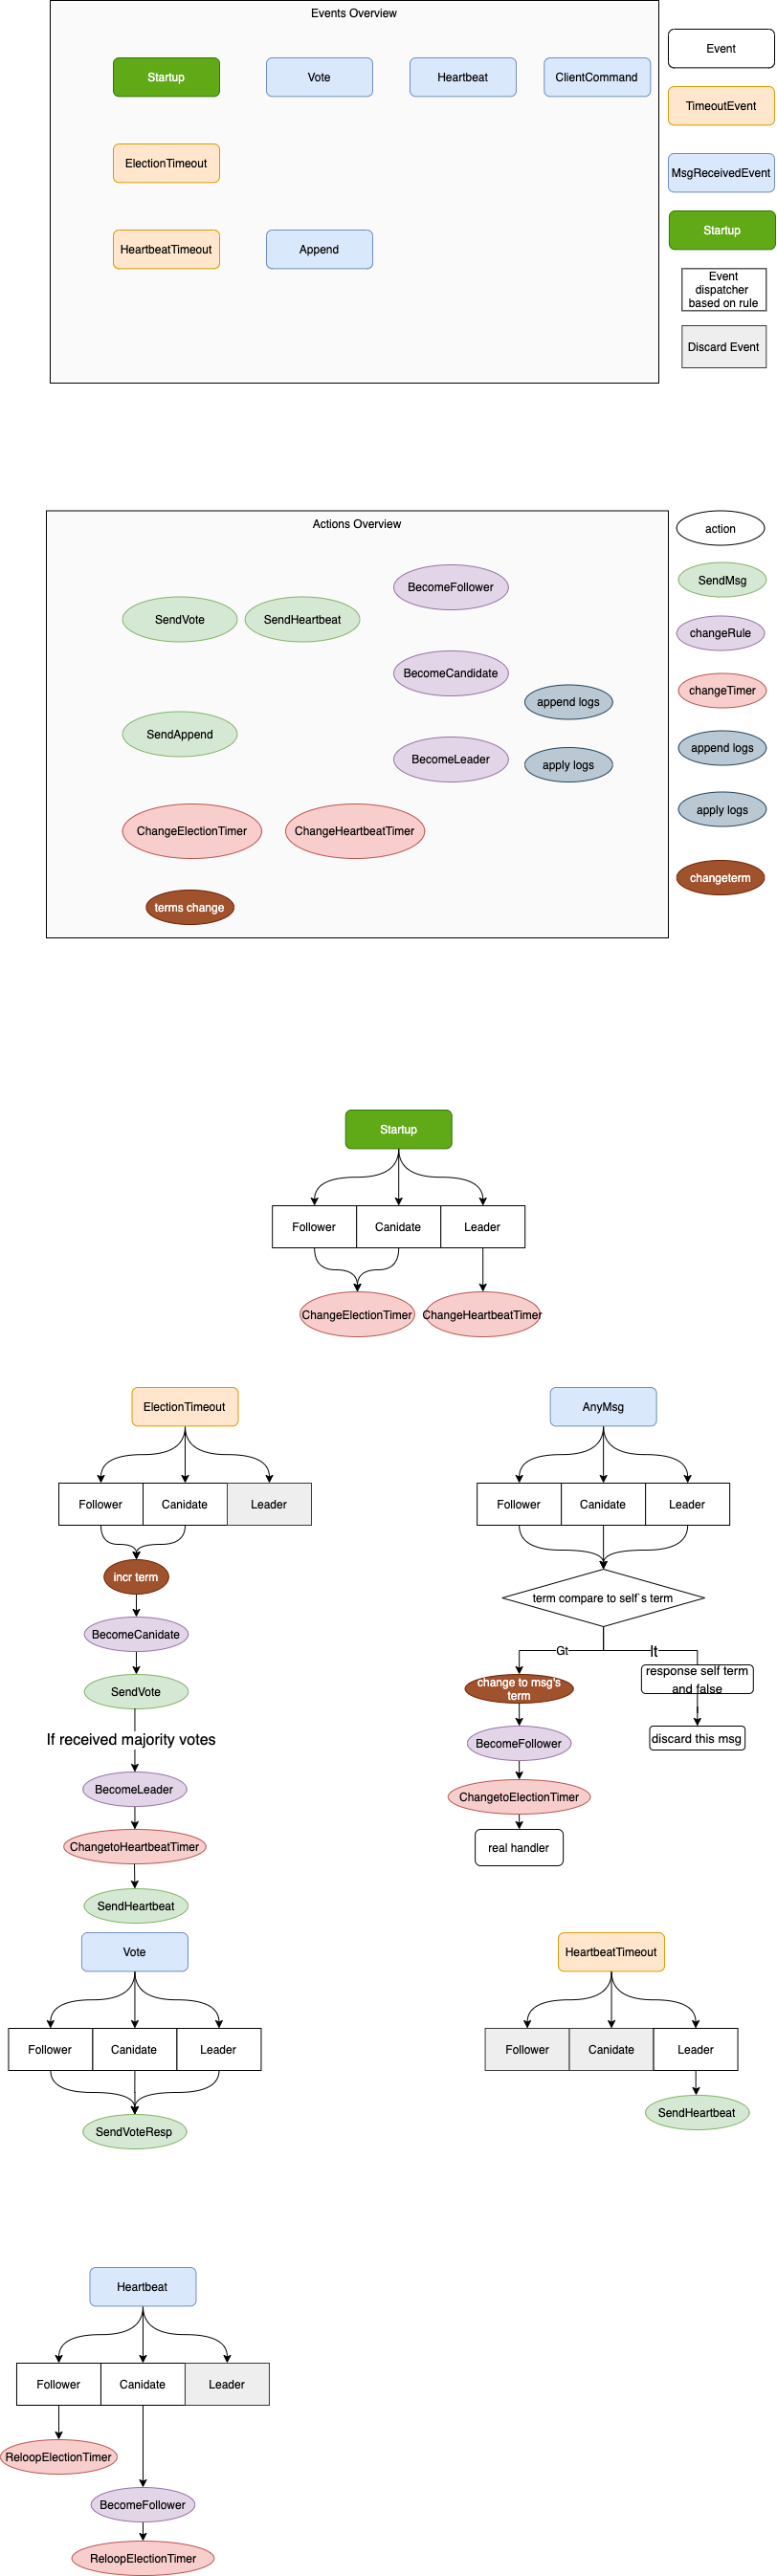 Events Overview
Startup
Vote
Heartbeat
ClientCommand
Event
TimeoutEvent
ElectionTimeout
MsgReceivedEvent
HeartbeatTimeout
Append
Startup
Event
dispatcher
based on rule
Discard Event
Actions Overview
action
SendVote
SendHeartbeat
BecomeFollower
SendMsg
changeRule
BecomeCandidate
append logs
changeTimer
SendAppend
BecomeLeader
apply logs
append logs
ChangeElectionTimer
ChangeHeartbeatTimer
apply logs
terms change
changeterm
Startup
Follower
Canidate
Leader
ChangeElectionTimer
ChangeHeartbeatTimer
ElectionTimeout
Follower
Canidate
Leader
incr term
BecomeCanidate
SendVote
If received majority votes
BecomeLeader
ChangetoHeartbeatTimer
SendHeartbeat
AnyMsg
Follower
Canidate
Leader
term compare to self`s term
Gt
lt
change to msg's
term
response self term
and false
BecomeFollower
discard this msg
ChangetoElectionTimer
real handler
Vote
Follower
Canidate
Leader
SendVoteResp
HeartbeatTimeout
Follower
Canidate
Leader
SendHeartbeat
Heartbeat
Follower
Canidate
Leader
ReloopElectionTimer
BecomeFollower
ReloopElectionTimer